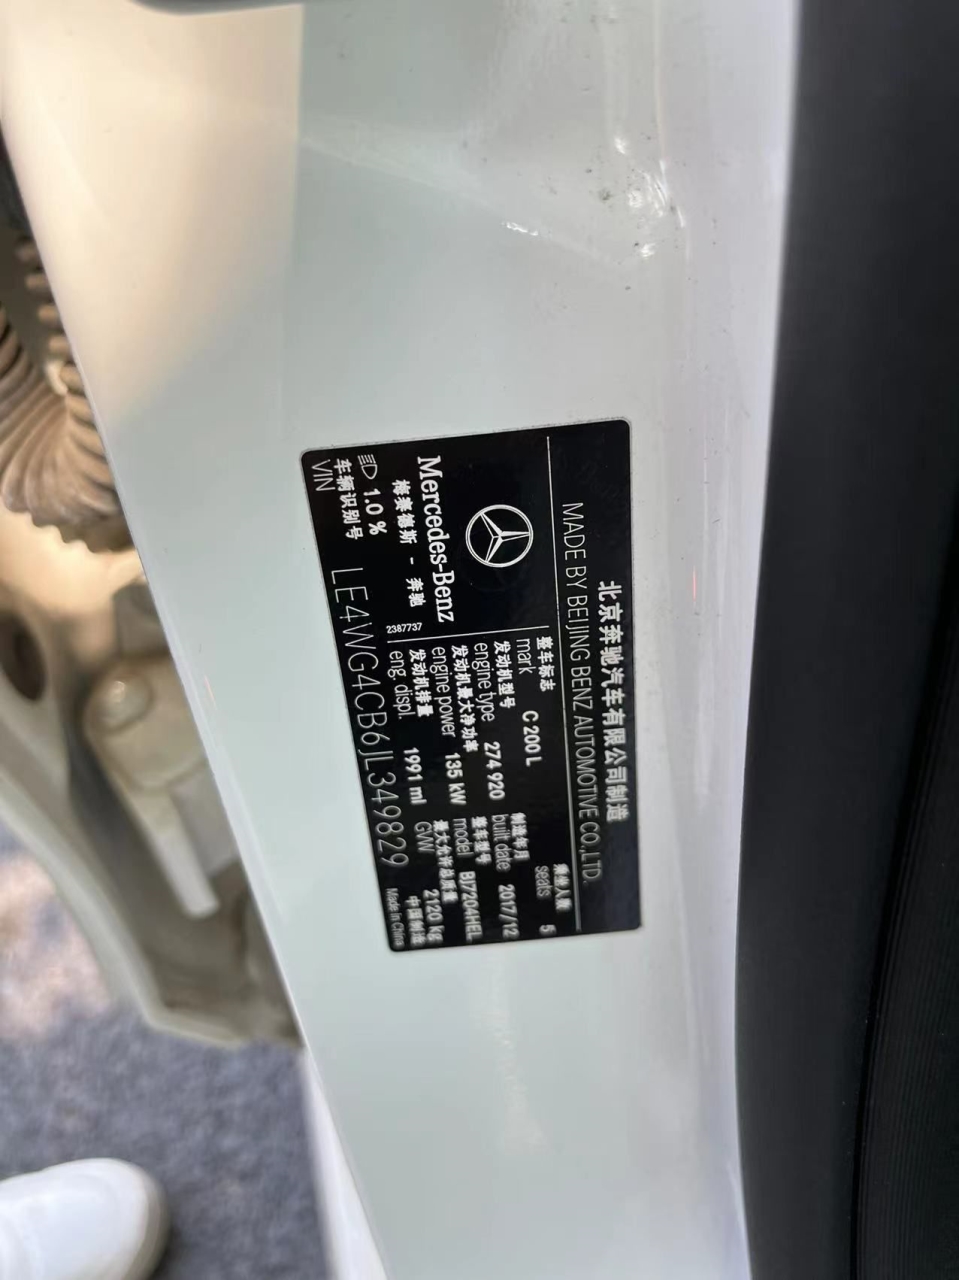 北京奔驰汽车有限公司制造
MADE BY BEIJING BENZ AUTOMOTIVE CO.,LTD.
Mercedes-Benz
梅赛德斯 - 奔驰
1.0 %
2387737
整车标志
mark C 200 L
乘坐人数
seats 5
发动机型号
engine type 274 920
制造年月
built date 2017/12
发动机最大净功率
engine power 135 kW
整车型号
model BJ7204HEL
发动机排量
eng. displ. 1991 ml
最大允许总质量
GVW 2120 kg
车辆识别号
VIN LE4WG4CB6JL349829
中国制造
Made in China